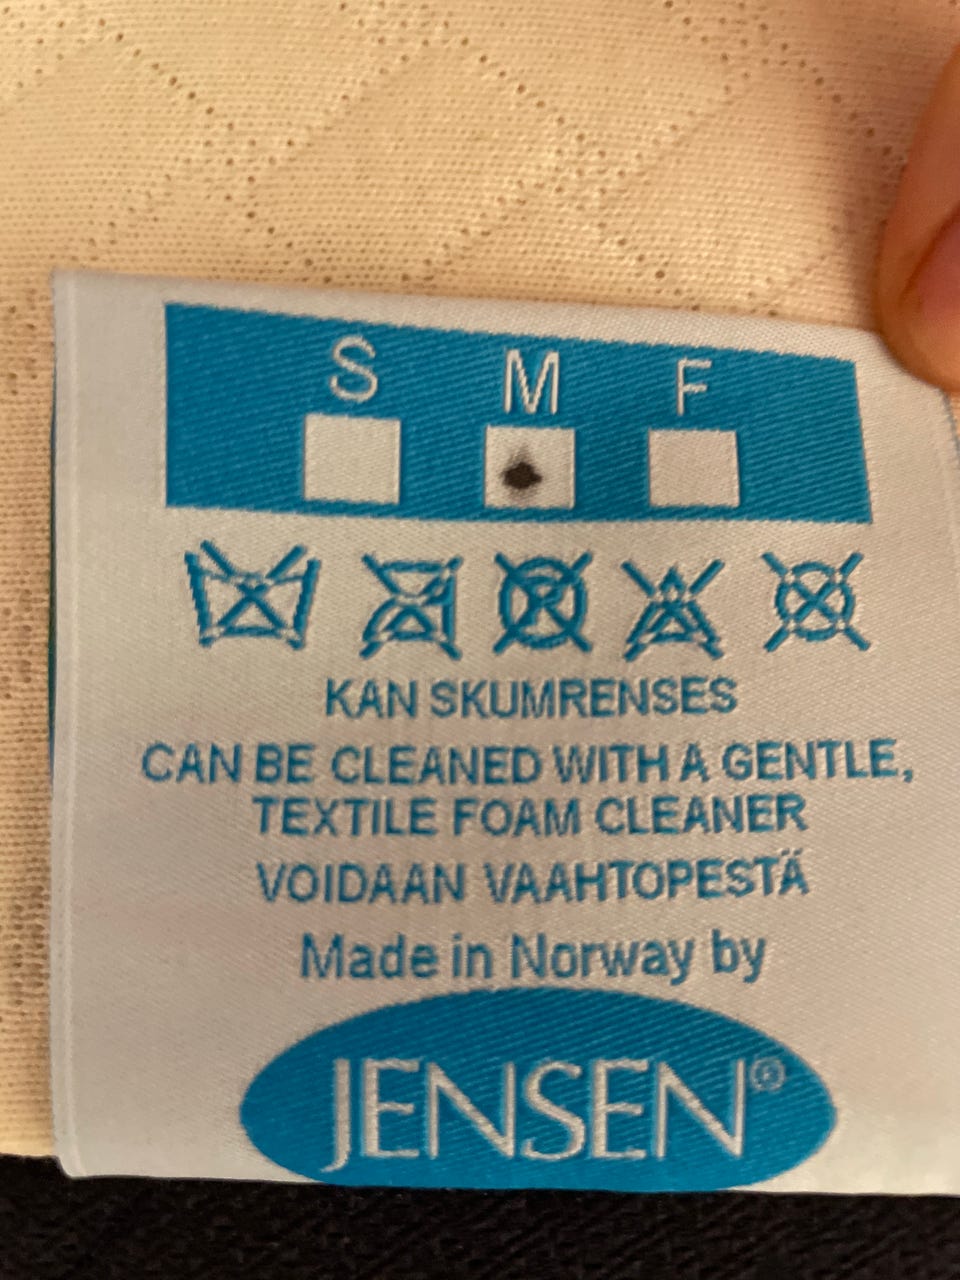 S M F
KAN SKUMRENSES
CAN BE CLEANED WITH A GENTLE,
TEXTILE FOAM CLEANER
VOIDAAN VAAHTOPESTÄ
Made in Norway by
JENSEN®